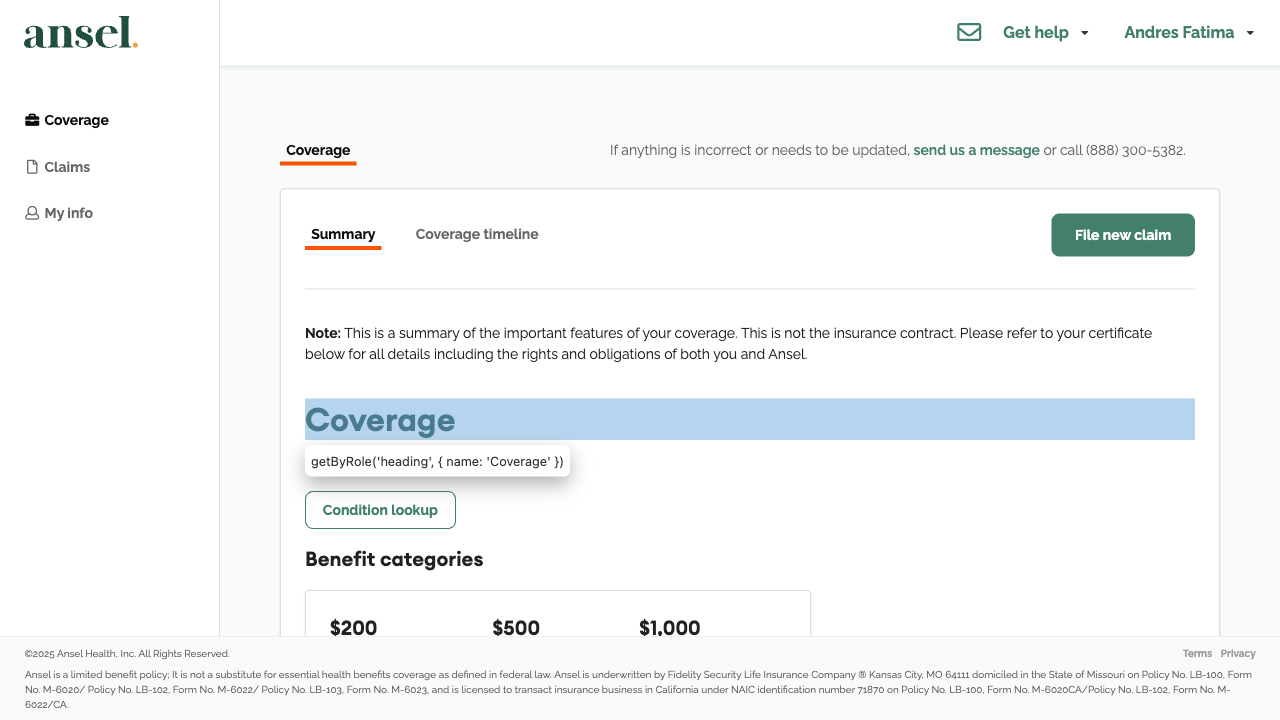 ansel.
Get help
Andres Fatima
Coverage
Claims
My info
Coverage
If anything is incorrect or needs to be updated, send us a message or call (888) 300-5382.
Summary
Coverage timeline
File new claim
Note: This is a summary of the important features of your coverage. This is not the insurance contract. Please refer to your certificate
below for all details including the rights and obligations of both you and Ansel.
Coverage
getByRole('heading', { name: 'Coverage' })
Condition lookup
Benefit categories
$200
$500
$1,000
©2025 Ansel Health, Inc. All Rights Reserved.
Terms
Privacy
Ansel is a limited benefit policy; It is not a substitute for essential health benefits coverage as defined in federal law. Ansel is underwritten by Fidelity Security Life Insurance Company ® Kansas City, MO 64111 domiciled in the State of Missouri on Policy No. LB-100, Form
No. M-6020/ Policy No. LB-102, Form No. M-6022/ Policy No. LB-103, Form No. M-6023, and is licensed to transact insurance business in California under NAIC identification number 71870 on Policy No. LB-100, Form No. M-6020CA/Policy No. LB-102, Form No. M-
6022/CA.